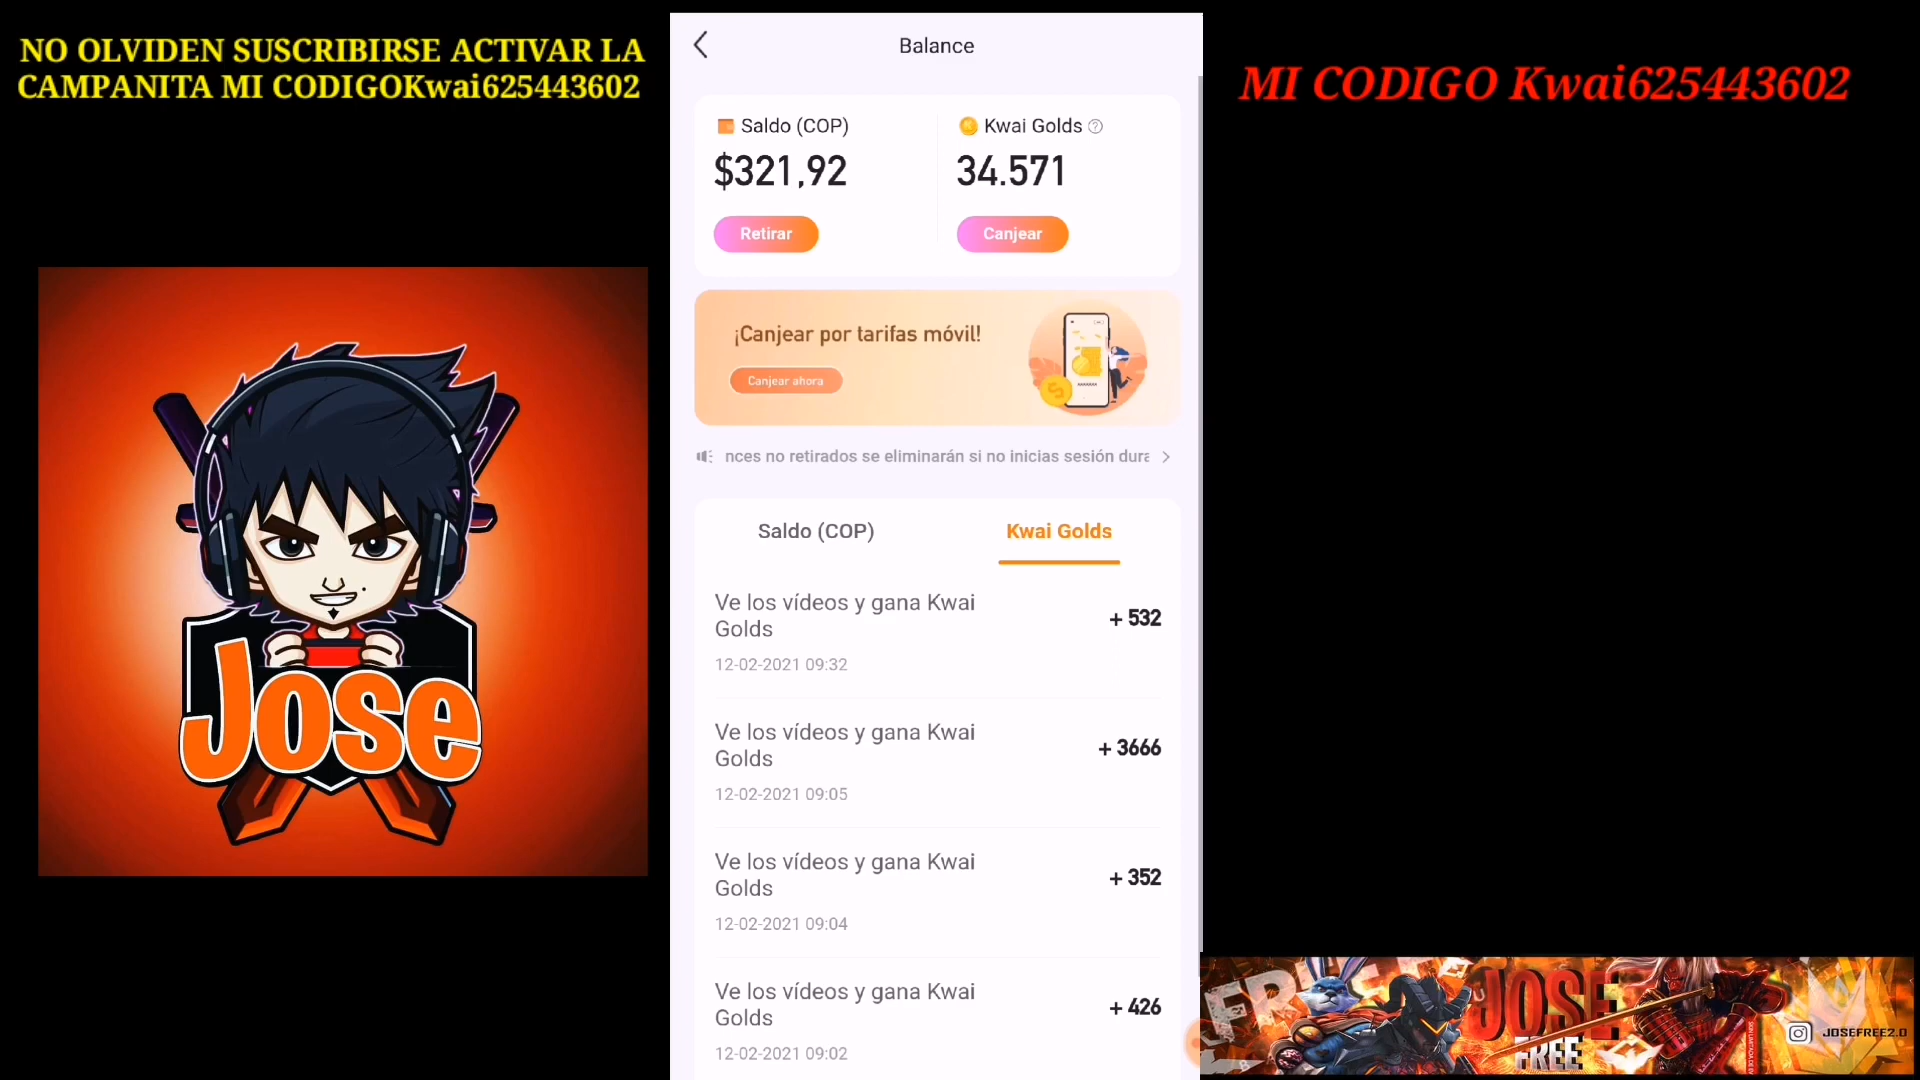 NO OLVIDEN SUSCRIBIRSE ACTIVAR LA
CAMPANITA MI CODIGOKwai625443602
MI CODIGO Kwai625443602
Balance
Saldo (COP)
$321,92
Retirar
Kwai Golds
34.571
Canjear
¡Canjear por tarifas móvil!
Canjear ahora
nces no retirados se eliminarán si no inicias sesión dura
Saldo (COP)
Kwai Golds
Ve los vídeos y gana Kwai
Golds
+ 532
12-02-2021 09:32
Ve los vídeos y gana Kwai
Golds
+ 3666
12-02-2021 09:05
Ve los vídeos y gana Kwai
Golds
+ 352
12-02-2021 09:04
Ve los vídeos y gana Kwai
Golds
+ 426
12-02-2021 09:02
Jose
JOSE
FREE
JOSEFREE2.0